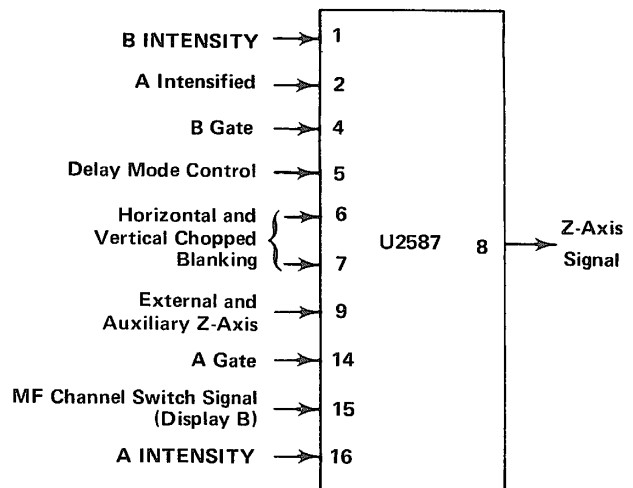 B INTENSITY 1
A Intensified 2
B Gate 4
Delay Mode Control 5
Horizontal and 6
Vertical Chopped
Blanking 7
U2587 8
Z-Axis
Signal
External and
Auxiliary Z-Axis 9
A Gate 14
MF Channel Switch Signal
(Display B) 15
A INTENSITY 16